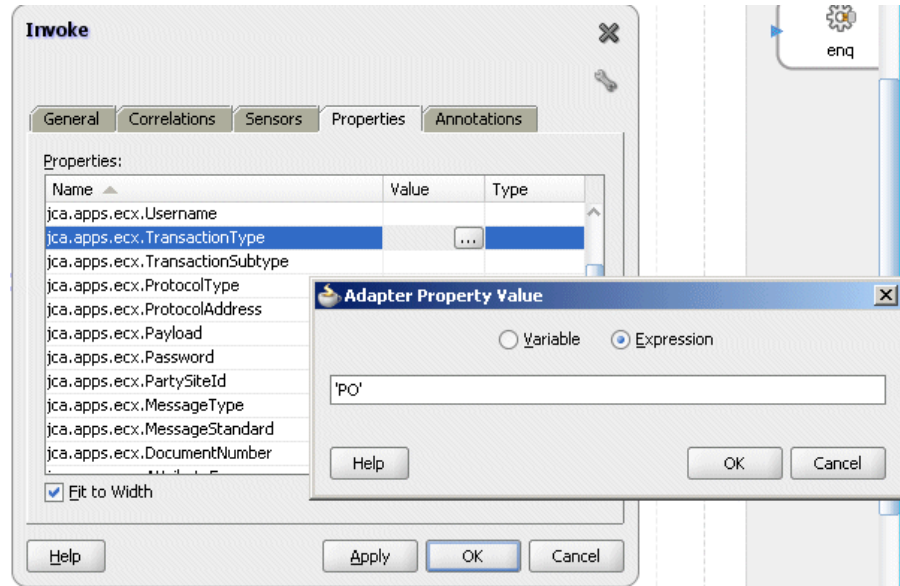 Invoke
enq
General Correlations Sensors Properties Annotations
Properties:
Name Value Type
jca.apps.ecx.Username
jca.apps.ecx.TransactionType ...
jca.apps.ecx.TransactionSubtype
jca.apps.ecx.ProtocolType
jca.apps.ecx.ProtocolAddress
jca.apps.ecx.Payload
jca.apps.ecx.Password
jca.apps.ecx.PartySiteId
jca.apps.ecx.MessageType
jca.apps.ecx.MessageStandard
jca.apps.ecx.DocumentNumber
Fit to Width
Help Apply OK Cancel
Adapter Property Value
Variable Expression
'PO'
Help OK Cancel